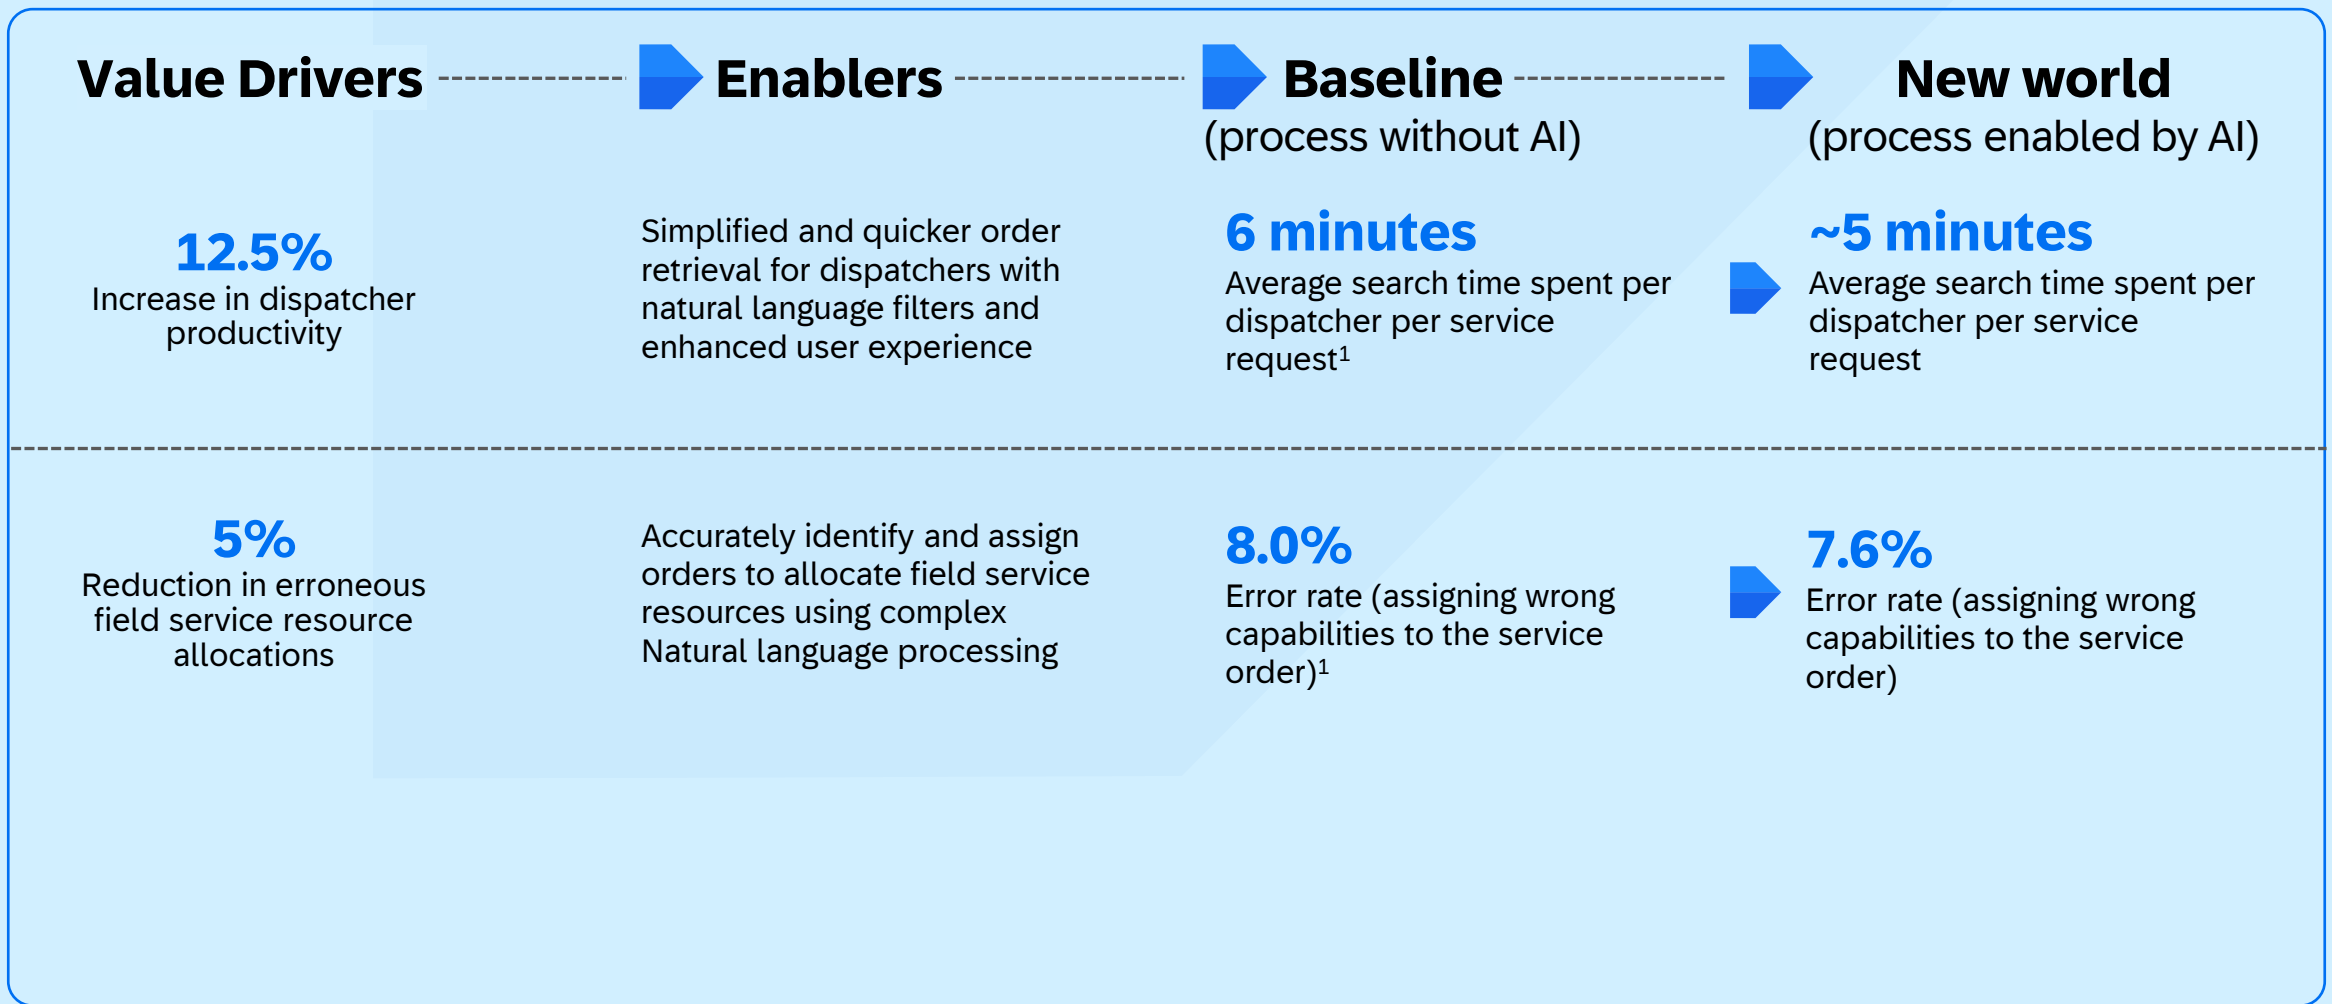 Value Drivers
Enablers
Baseline
(process without AI)
New world
(process enabled by AI)
12.5%
Increase in dispatcher
productivity
Simplified and quicker order
retrieval for dispatchers with
natural language filters and
enhanced user experience
6 minutes
Average search time spent per
dispatcher per service
request¹
~5 minutes
Average search time spent per
dispatcher per service
request
5%
Reduction in erroneous
field service resource
allocations
Accurately identify and assign
orders to allocate field service
resources using complex
Natural language processing
8.0%
Error rate (assigning wrong
capabilities to the service
order)¹
7.6%
Error rate (assigning wrong
capabilities to the service
order)